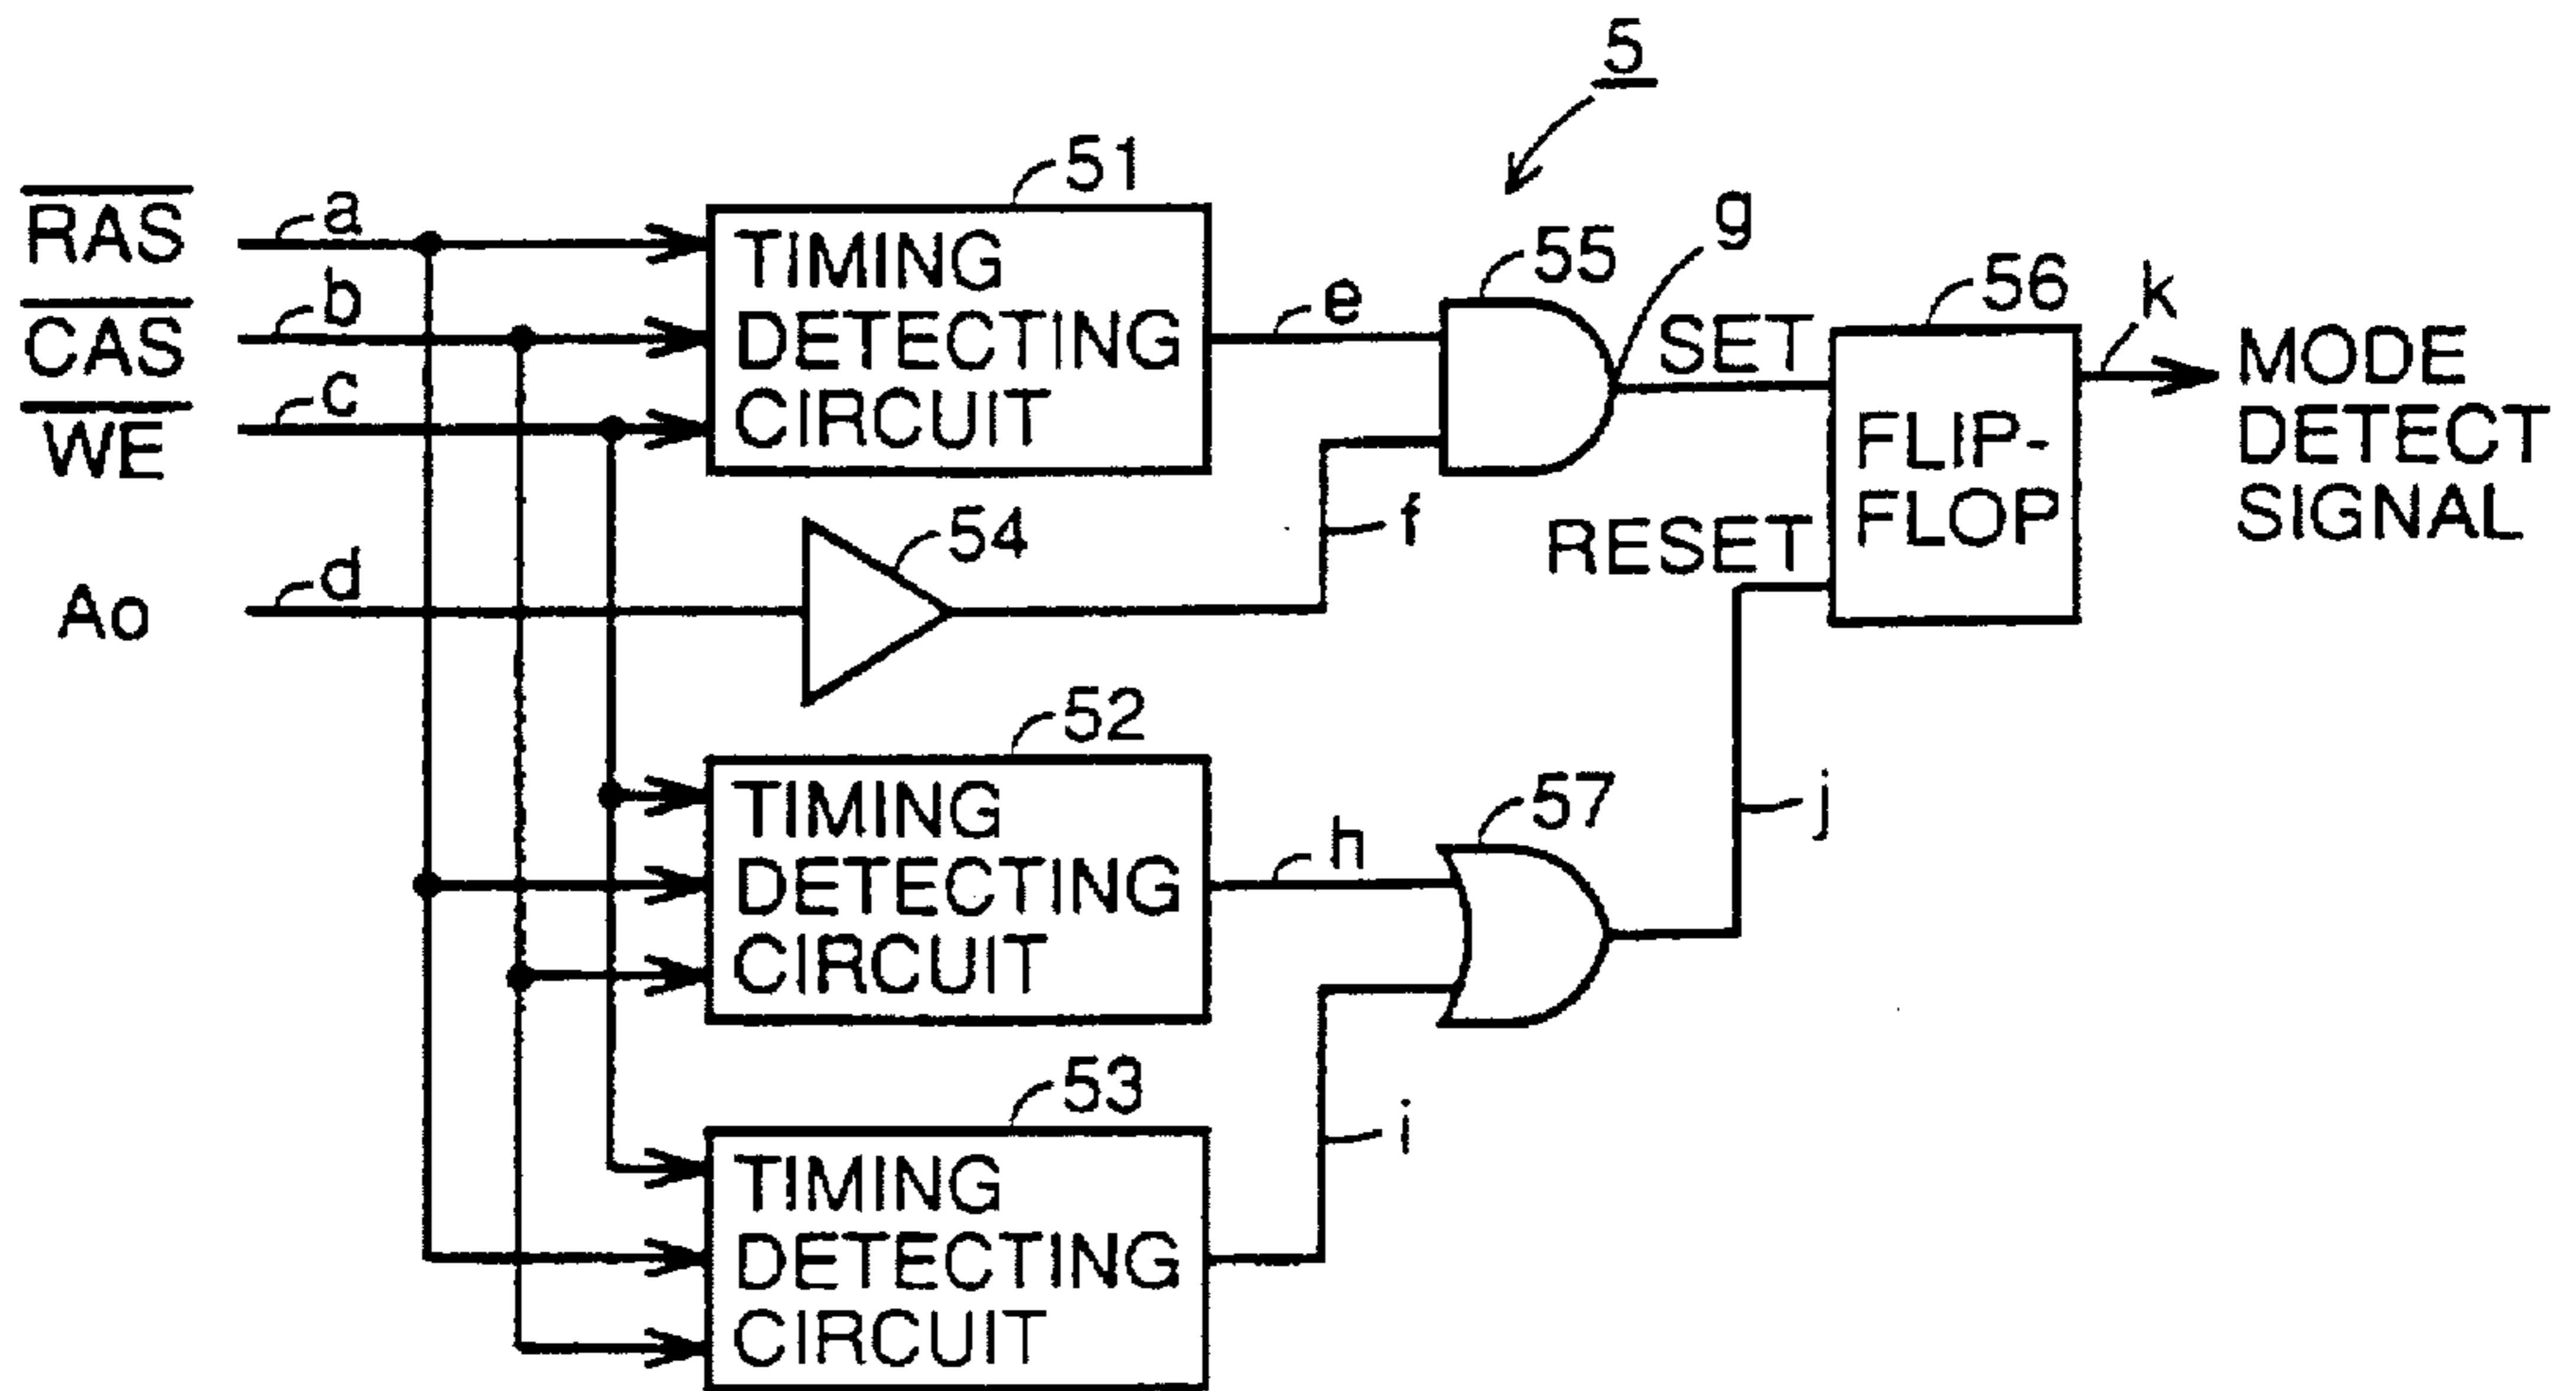 5
51
RAS
a
TIMING
DETECTING
CIRCUIT
CAS
b
WE
c
e
55
g
SET
56
k
FLIP-
FLOP
MODE
DETECT
SIGNAL
Ao
d
54
f
RESET
52
TIMING
DETECTING
CIRCUIT
h
57
j
53
TIMING
DETECTING
CIRCUIT
i